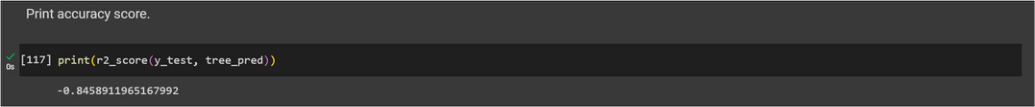 Print accuracy score.
[117] print(r2_score(y_test, tree_pred))
0s
-0.8458911965167992